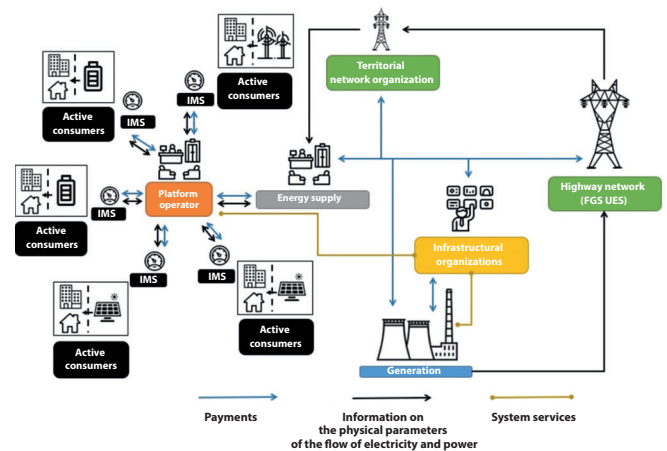 Active
consumers
IMS
Active
consumers
IMS
Territorial
network organization
Active
consumers
IMS
Platform
operator
Energy supply
Highway network
(FGS UES)
Infrastructural
organizations
IMS
IMS
Active
consumers
Active
consumers
Generation
Payments
Information on
the physical parameters
of the flow of electricity and power
System services